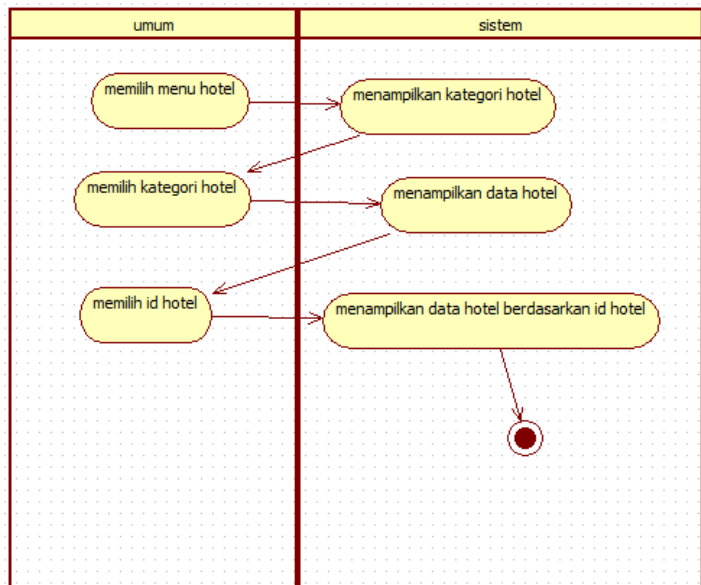 umum
sistem
memilih menu hotel
menampilkan kategori hotel
memilih kategori hotel
menampilkan data hotel
memilih id hotel
menampilkan data hotel berdasarkan id hotel